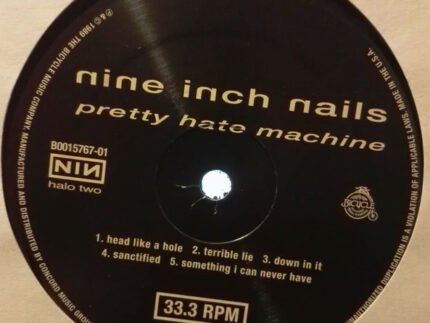 nine inch nails
pretty hate machine
B0015767-01
NIИ
halo two
BICYCLE
1. head like a hole 2. terrible lie 3. down in it
4. sanctified 5. something i can never have
33.3 RPM
℗ & © 1989 THE BICYCLE MUSIC COMPANY. MANUFACTURED AND DISTRIBUTED BY CONCORD MUSIC GROU
DUPLICATION IS A VIOLATION OF APPLICABLE LAWS. MADE IN THE U.S.A.